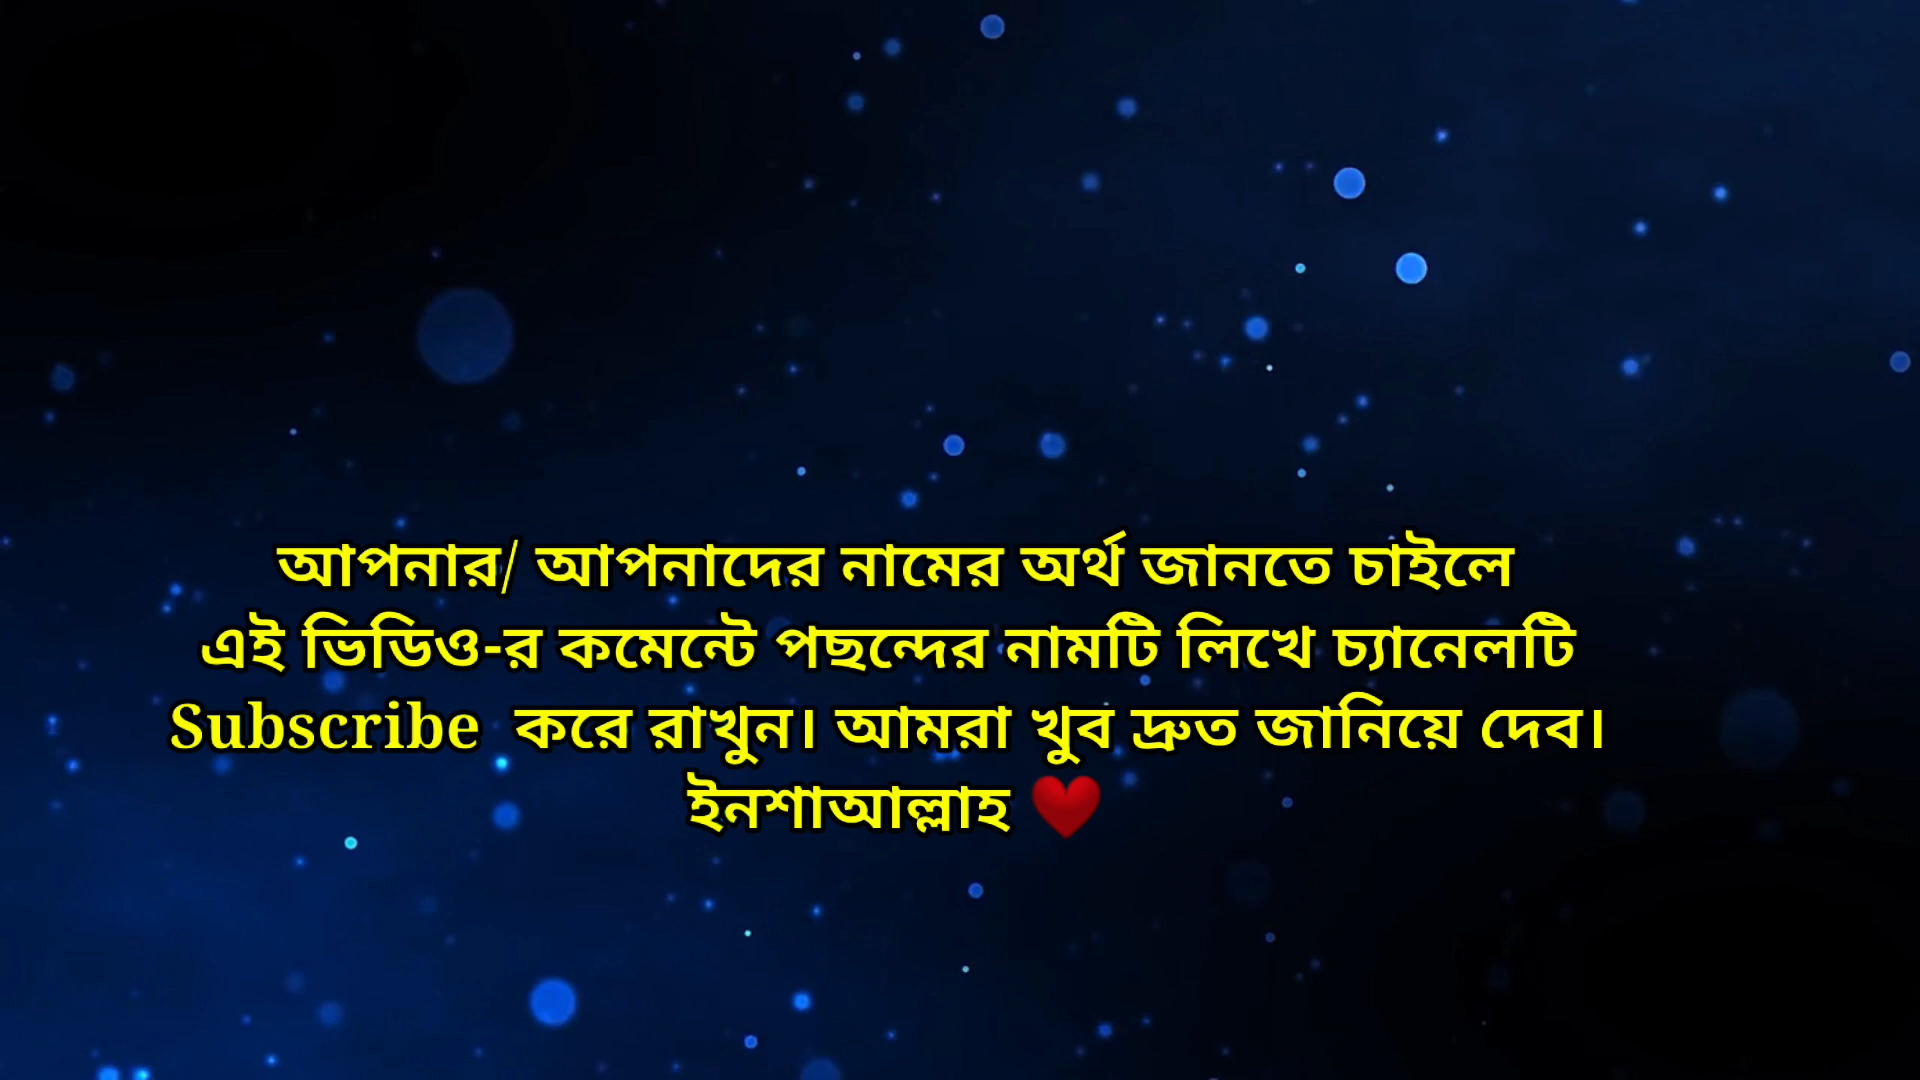 আপনার/ আপনাদের নামের অর্থ জানতে চাইলে
এই ভিডিও-র কমেন্টে পছন্দের নামটি লিখে চ্যানেলটি
Subscribe করে রাখুন। আমরা খুব দ্রুত জানিয়ে দেব।
ইনশাআল্লাহ ❤️